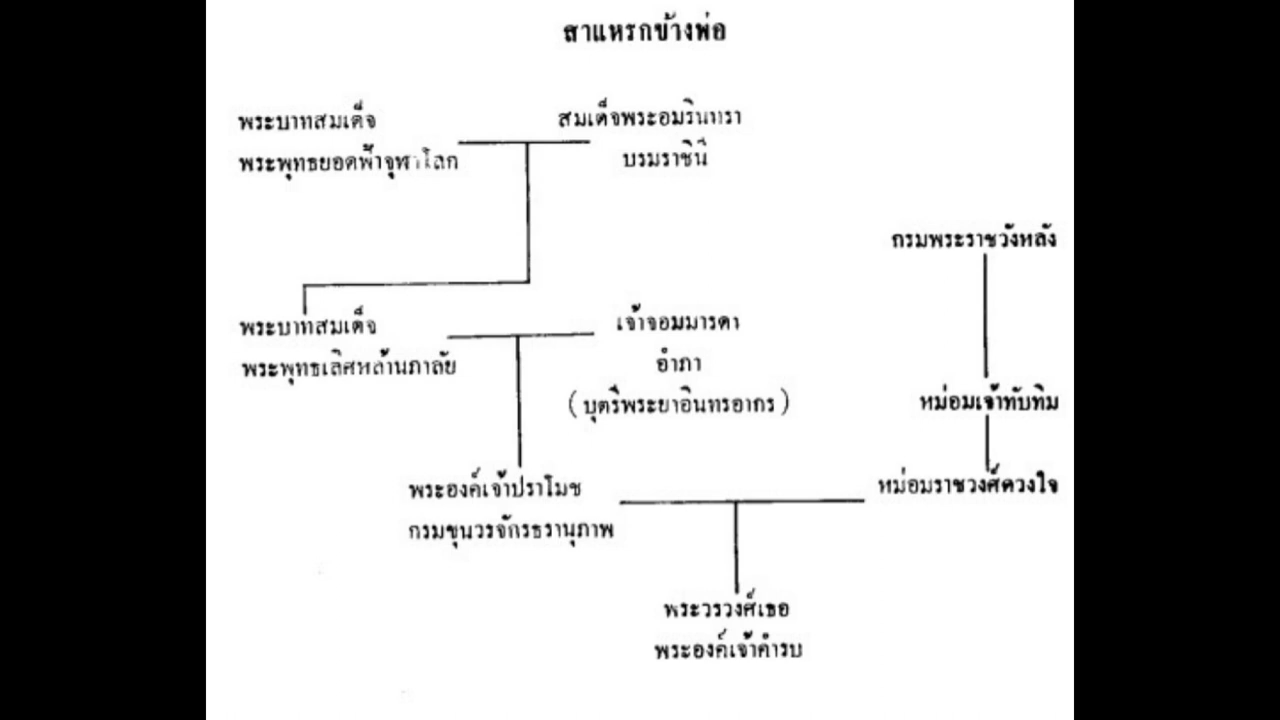 สาแหรกข้างพ่อ
พระบาทสมเด็จ
พระพุทธยอดฟ้าจุฬาโลก
สมเด็จพระอมรินทรา
บรมราชินี
กรมพระราชวังหลัง
พระบาทสมเด็จ
พระพุทธเลิศหล้านภาลัย
เจ้าจอมมารดา
อำภา
(บุตรีพระยาอินทรอากร)
หม่อมเจ้าทับทิม
พระองค์เจ้าปราโมช
กรมขุนวรจักรธรานุภาพ
หม่อมราชวงศ์ดวงใจ
พระวรวงศ์เธอ
พระองค์เจ้าคำรบ